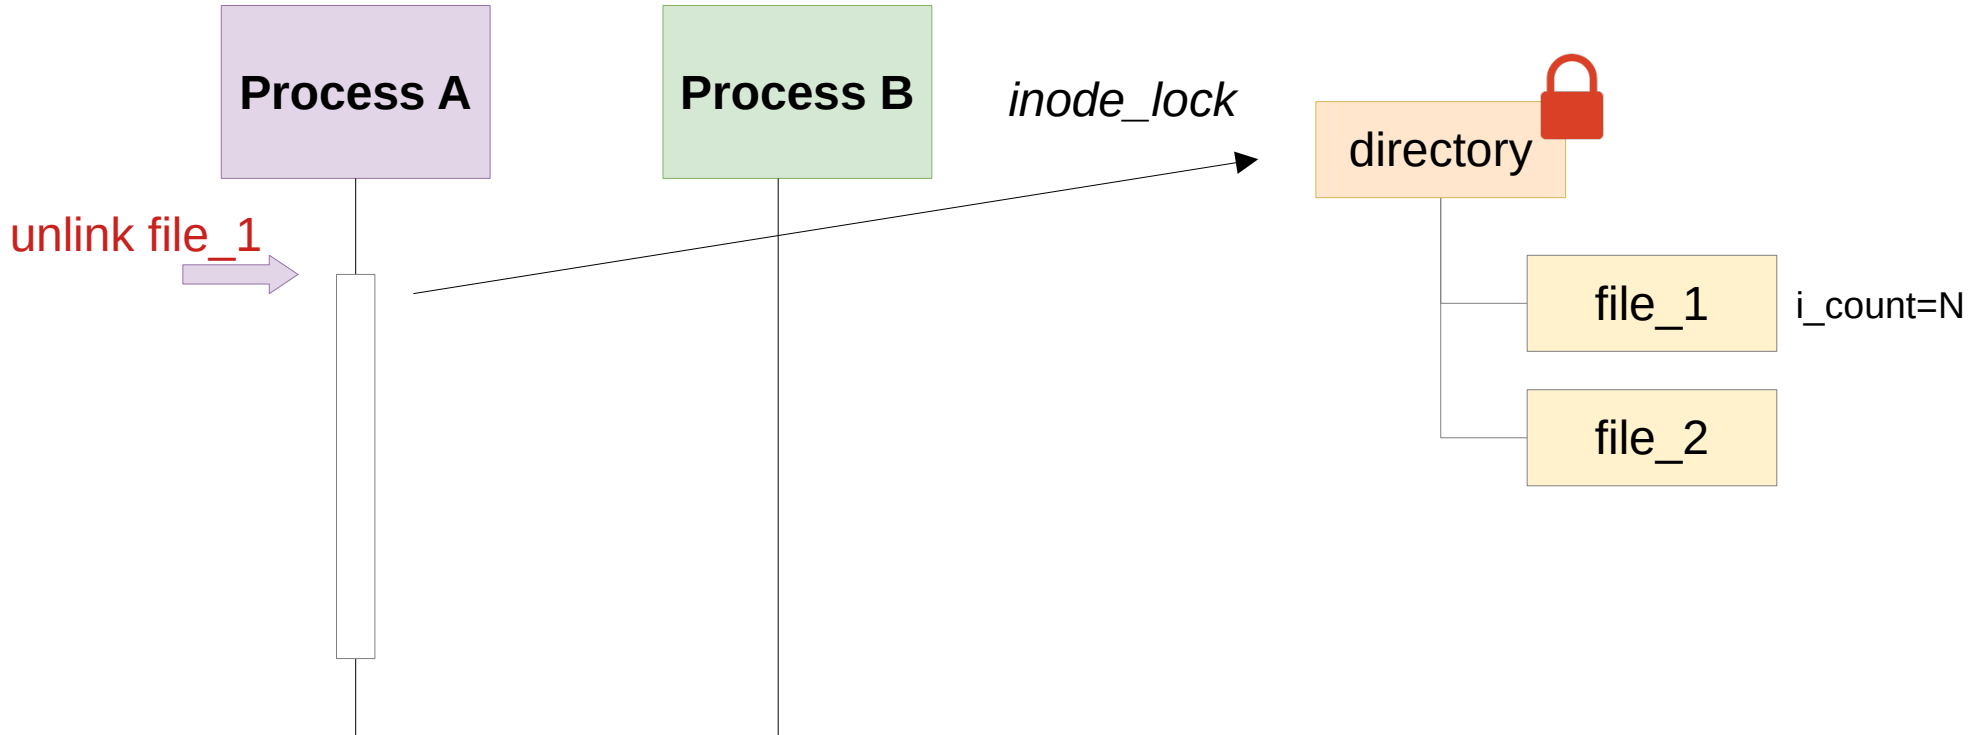 Process A
Process B
inode_lock
directory
unlink file_1
file_1
i_count=N
file_2